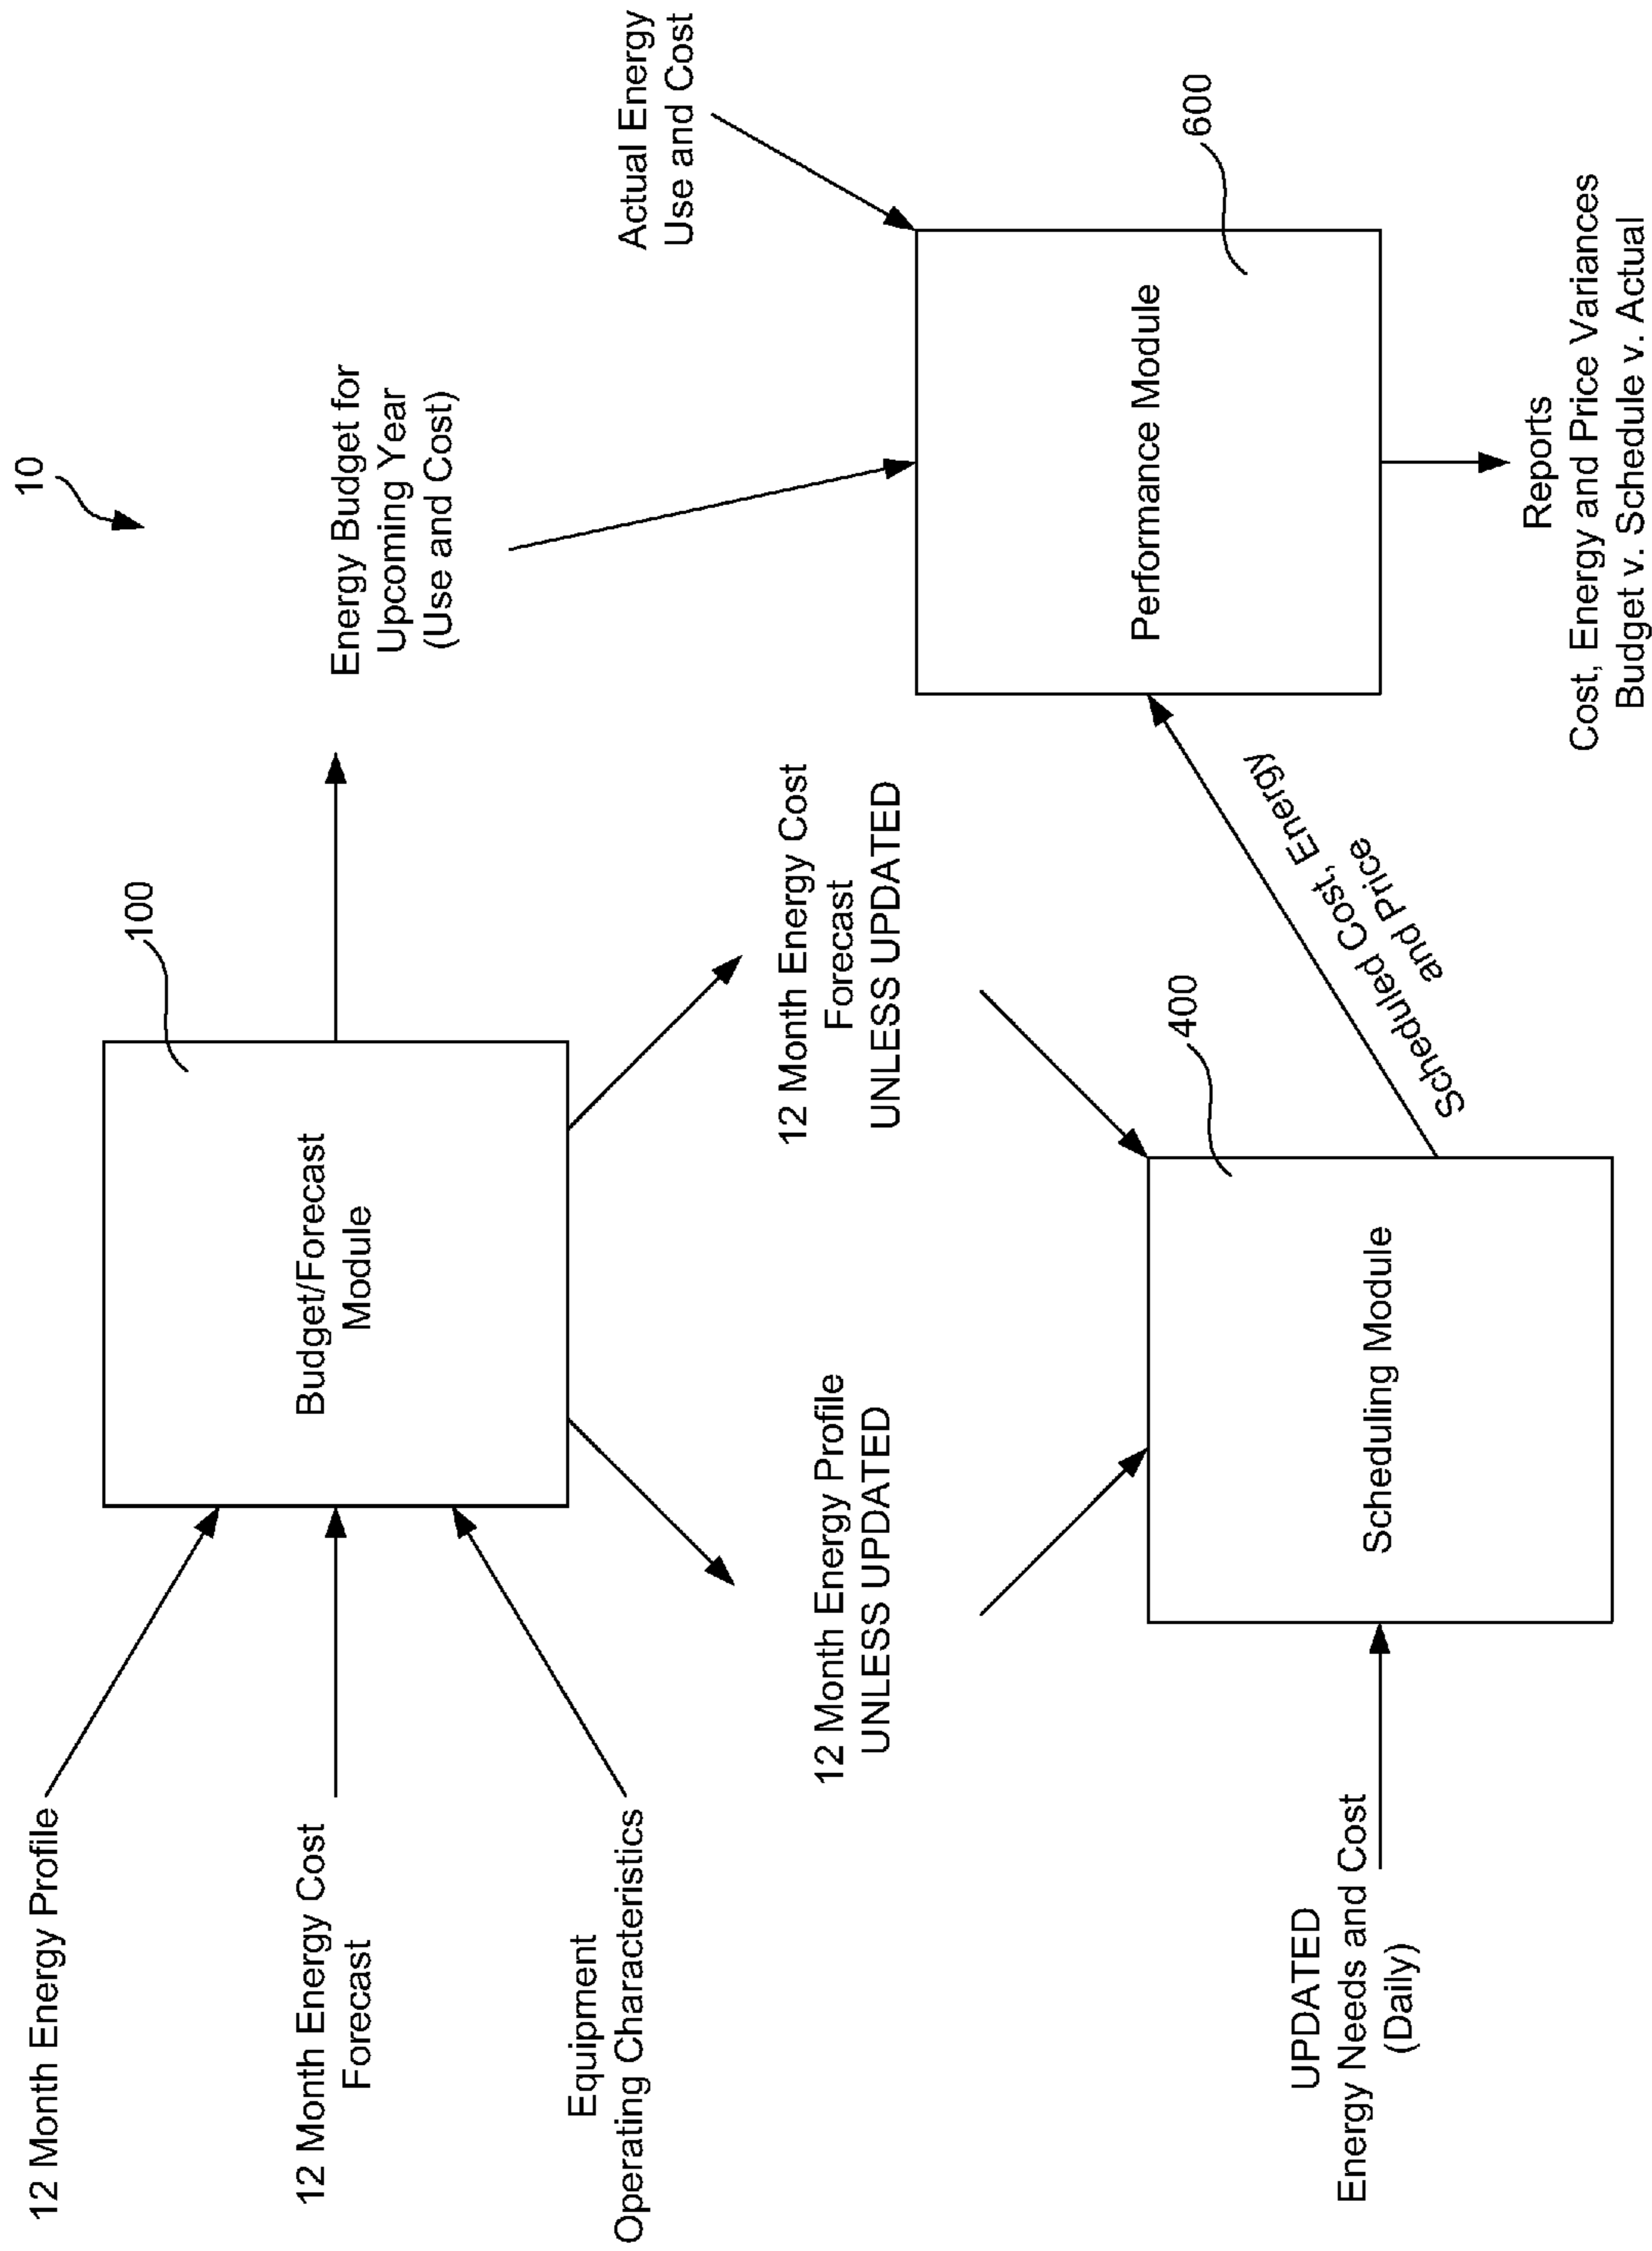 10
12 Month Energy Profile
12 Month Energy Cost
Forecast
Equipment
Operating Characteristics
100
Budget/Forecast
Module
Energy Budget for
Upcoming Year
(Use and Cost)
12 Month Energy Profile
UNLESS UPDATED
12 Month Energy Cost
Forecast
UNLESS UPDATED
Actual Energy
Use and Cost
UPDATED
Energy Needs and Cost
(Daily)
400
Scheduling Module
Scheduled Cost, Energy
and Price
600
Performance Module
Reports
Cost, Energy and Price Variances
Budget v. Schedule v. Actual